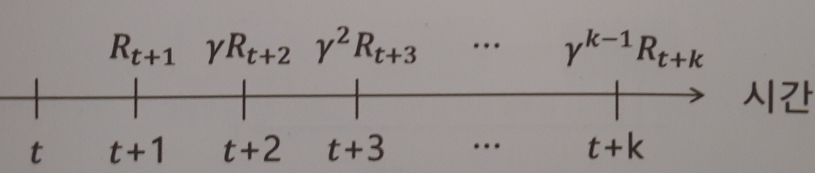 R_{t+1} γR_{t+2} γ^2R_{t+3} ⋯ γ^{k-1}R_{t+k}
시간
t t+1 t+2 t+3 ⋯ t+k